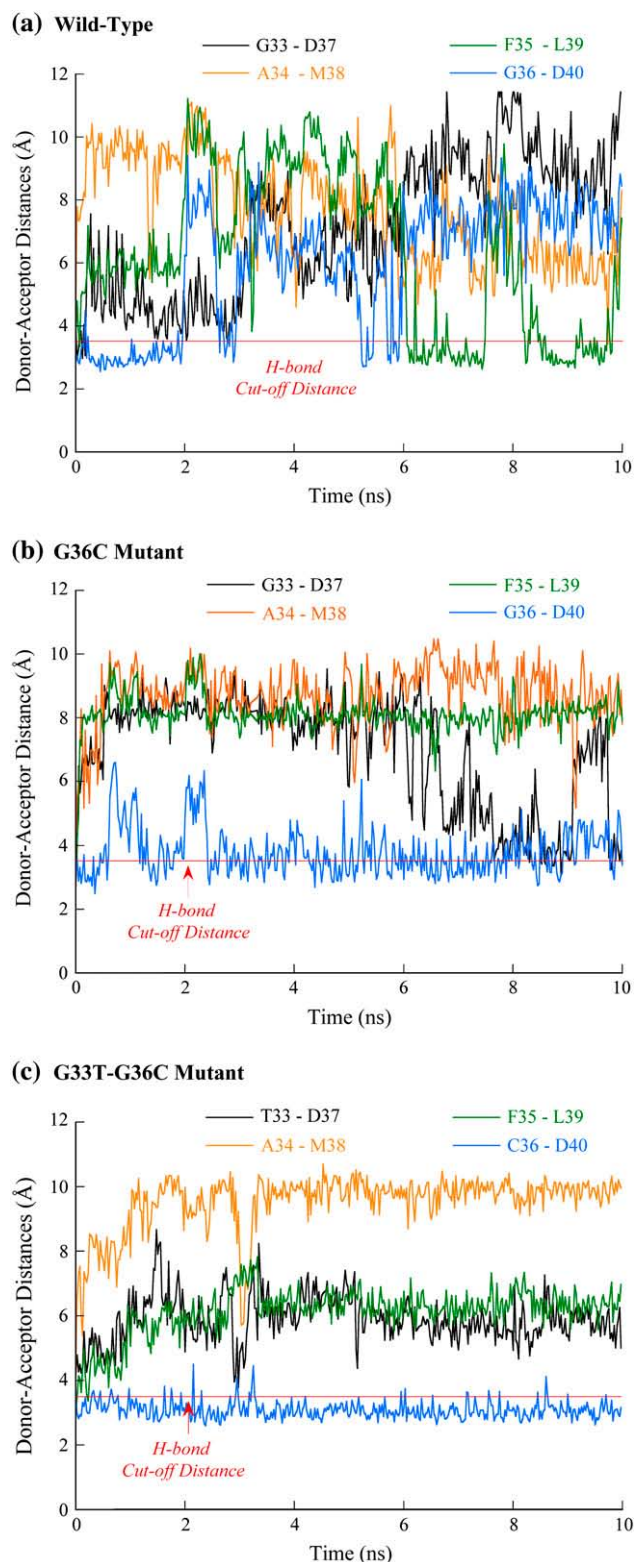 (a) Wild-Type
G33 - D37 F35 - L39
A34 - M38 G36 - D40
Donor-Acceptor Distances (Å)
12
10
8
6
4
2
0
H-bond
Cut-off Distance
0 2 4 6 8 10
Time (ns)
(b) G36C Mutant
G33 - D37 F35 - L39
A34 - M38 G36 - D40
Donor-Acceptor Distance (Å)
12
10
8
6
4
2
0
H-bond
Cut-off Distance
0 2 4 6 8 10
Time (ns)
(c) G33T-G36C Mutant
T33 - D37 F35 - L39
A34 - M38 C36 - D40
Donor-Acceptor Distances (Å)
12
10
8
6
4
2
0
H-bond
Cut-off Distance
0 2 4 6 8 10
Time (ns)